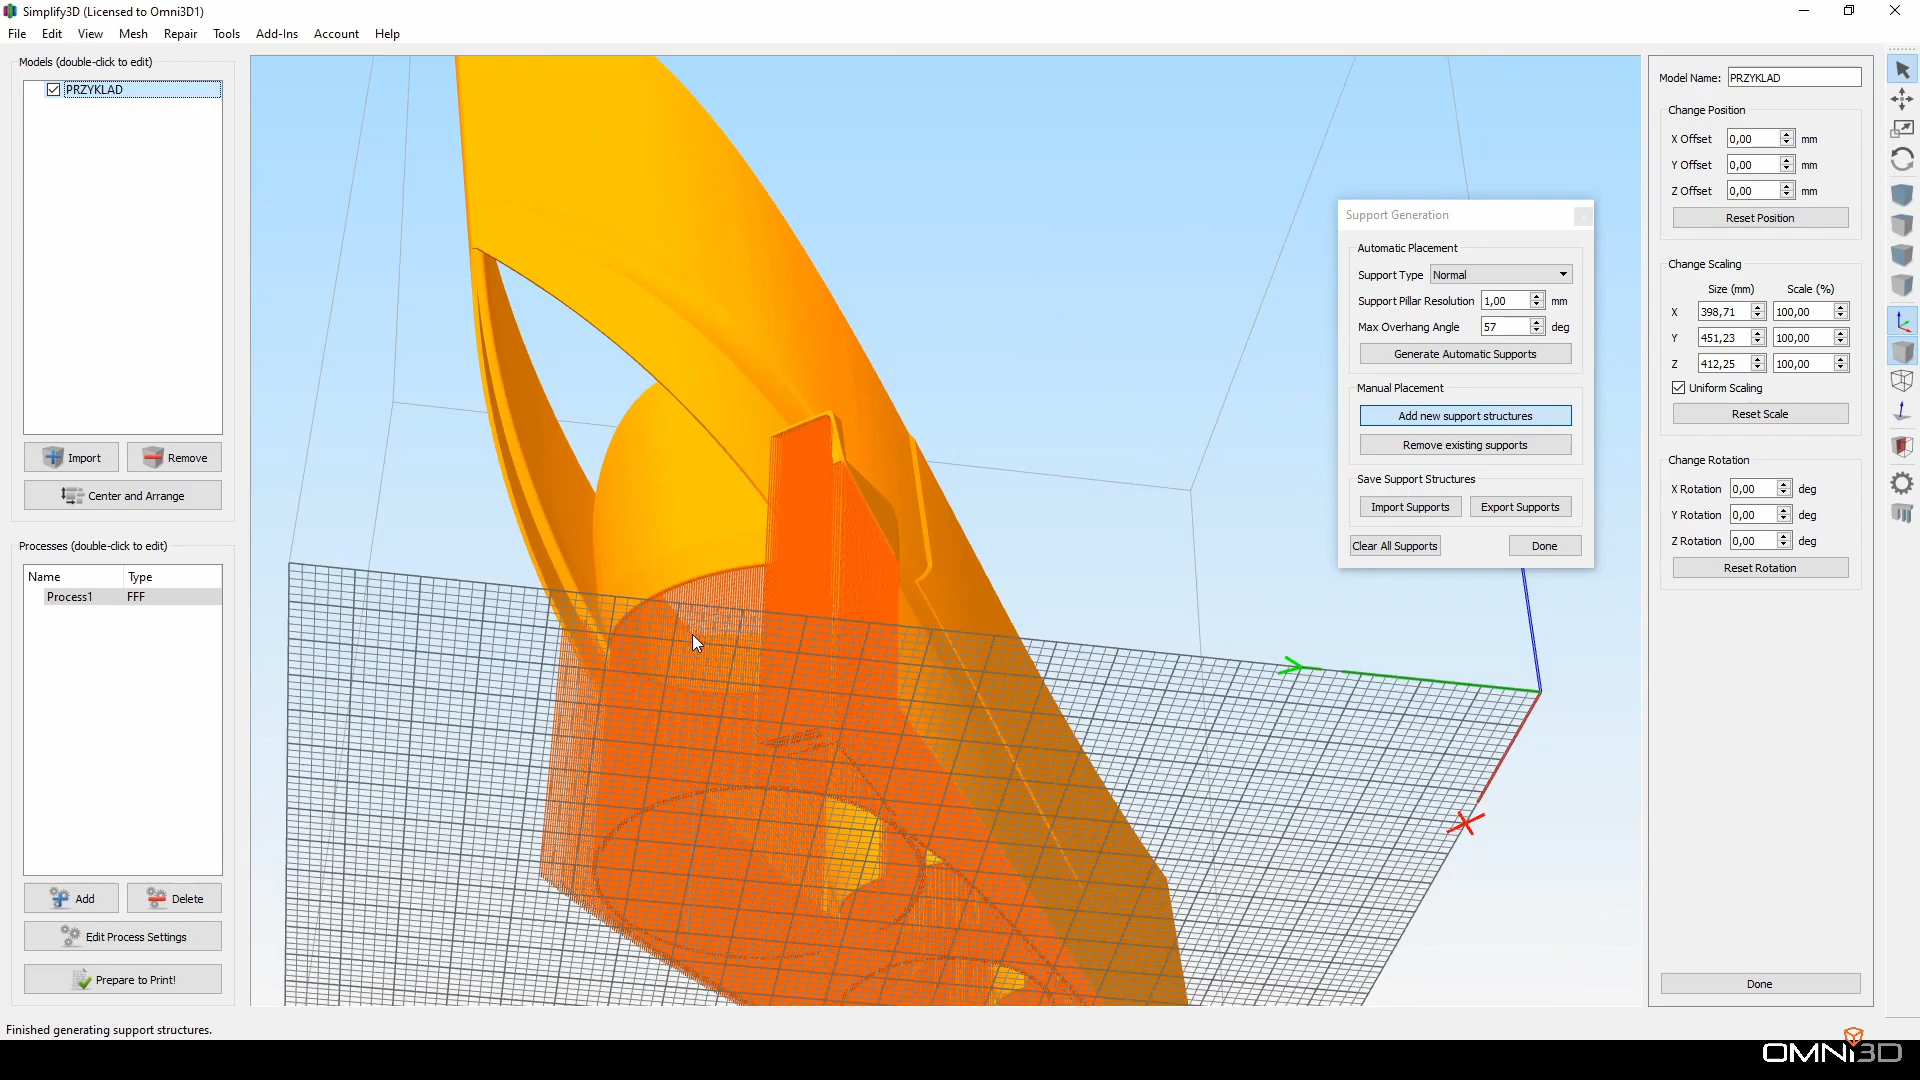 Simplify3D (Licensed to Omni3D1)
File Edit View Mesh Repair Tools Add-Ins Account Help
Models (double-click to edit)
PRZYKLAD
Import
Remove
Center and Arrange
Processes (double-click to edit)
Name Type
Process1 FFF
Add
Delete
Edit Process Settings
Prepare to Print!
Finished generating support structures.
Support Generation
Automatic Placement
Support Type Normal
Support Pillar Resolution 1,00 mm
Max Overhang Angle 57 deg
Generate Automatic Supports
Manual Placement
Add new support structures
Remove existing supports
Save Support Structures
Import Supports
Export Supports
Clear All Supports
Done
Model Name: PRZYKLAD
Change Position
X Offset 0,00 mm
Y Offset 0,00 mm
Z Offset 0,00 mm
Reset Position
Change Scaling
Size (mm) Scale (%)
X 398,71 100,00
Y 451,23 100,00
Z 412,25 100,00
Uniform Scaling
Reset Scale
Change Rotation
X Rotation 0,00 deg
Y Rotation 0,00 deg
Z Rotation 0,00 deg
Reset Rotation
Done
OMNI3D